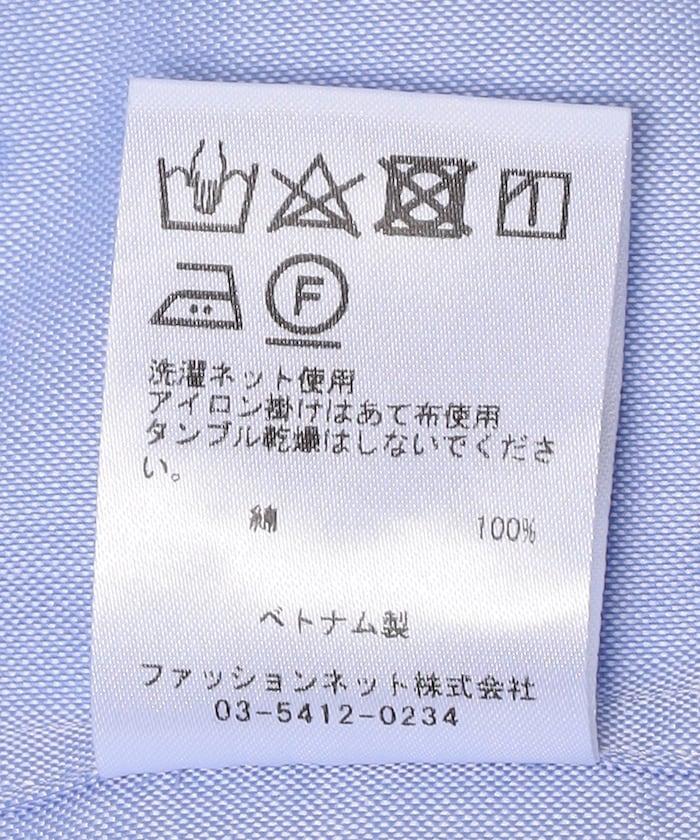 F
洗濯ネット使用
アイロン掛けはあて布使用
タンブル乾燥はしないでくださ
い。
綿 100%
ベトナム製
ファッションネット株式会社
03-5412-0234